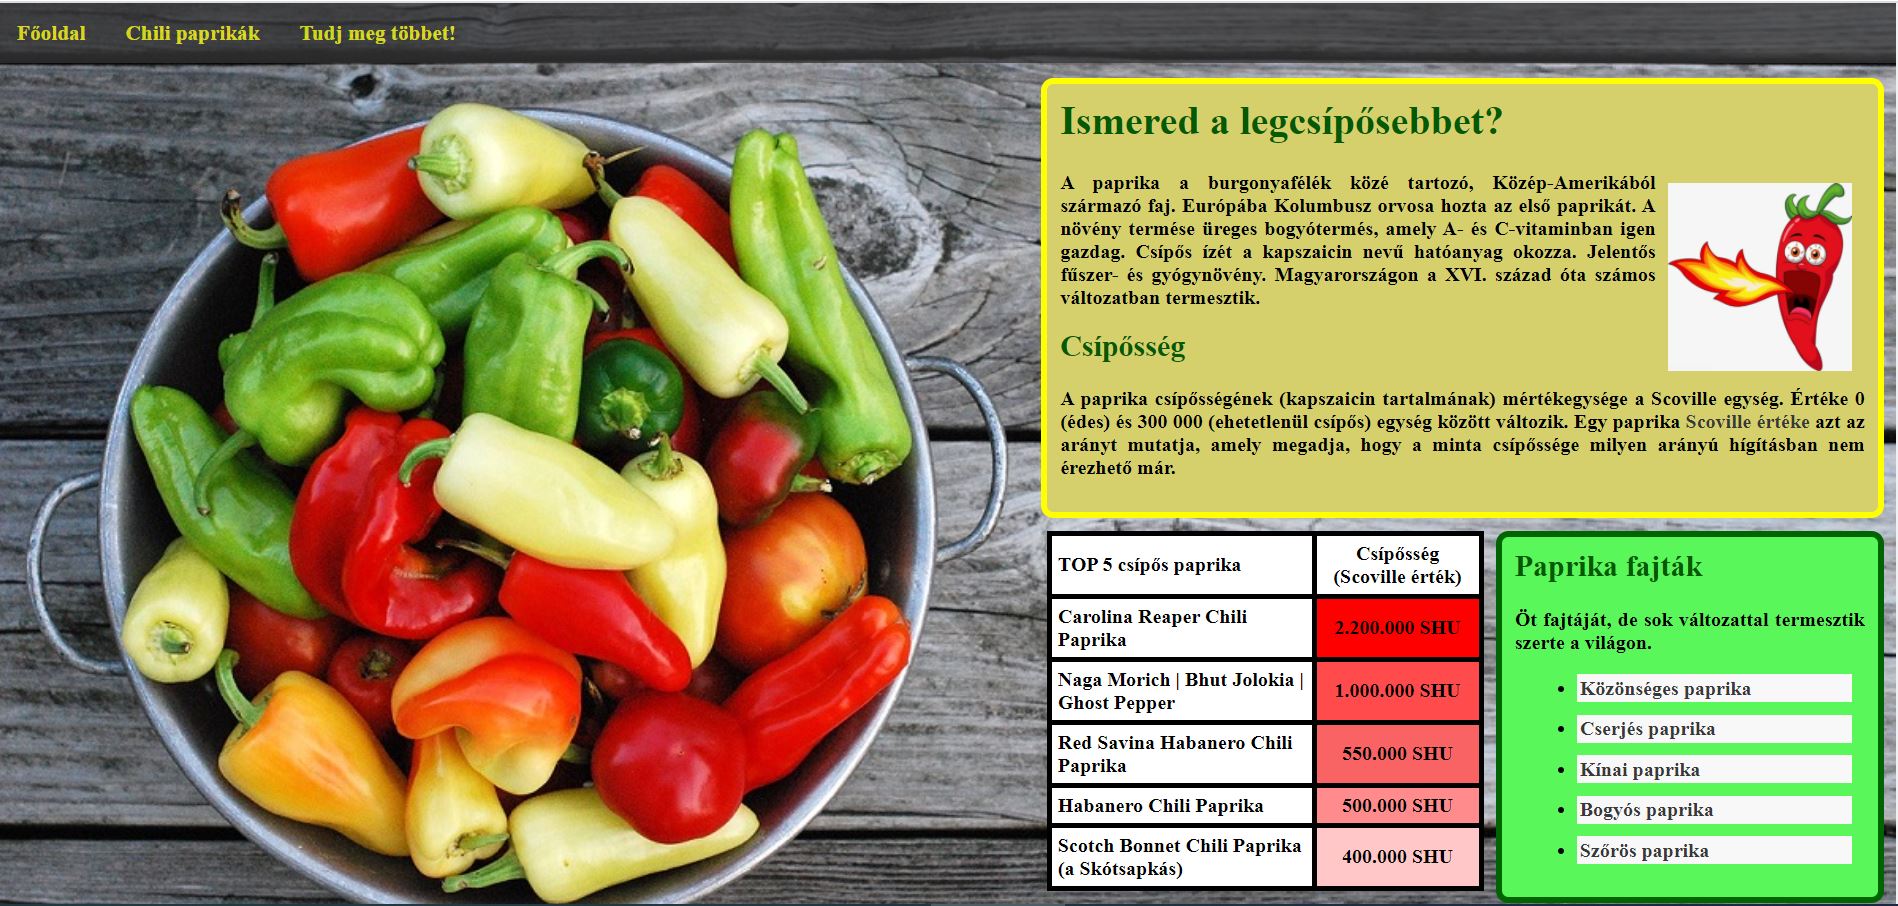 Főoldal Chili paprikák Tudj meg többet!
Ismered a legcsípősebbet?
A paprika a burgonyafélék közé tartozó, Közép-Amerikából
származó faj. Európába Kolumbusz orvosa hozta az első paprikát. A
növény termése üreges bogyótermés, amely A- és C-vitaminban igen
gazdag. Csípős ízét a kapszaicin nevű hatóanyag okozza. Jelentős
fűszer- és gyógynövény. Magyarországon a XVI. század óta számos
változatban termesztik.
Csípősség
A paprika csípősségének (kapszaicin tartalmának) mértékegysége a Scoville egység. Értéke 0
(édes) és 300 000 (ehetetlenül csípős) egység között változik. Egy paprika Scoville értéke azt az
arányt mutatja, amely megadja, hogy a minta csípőssége milyen arányú hígításban nem
érezhető már.
TOP 5 csípős paprika
Csípősség
(Scoville érték)
Carolina Reaper Chili
Paprika
2.200.000 SHU
Naga Morich | Bhut Jolokia |
Ghost Pepper
1.000.000 SHU
Red Savina Habanero Chili
Paprika
550.000 SHU
Habanero Chili Paprika
500.000 SHU
Scotch Bonnet Chili Paprika
(a Skótsapkás)
400.000 SHU
Paprika fajták
Öt fajtáját, de sok változattal termesztik
szerte a világon.
• Közönséges paprika
• Cserjés paprika
• Kínai paprika
• Bogyós paprika
• Szőrös paprika